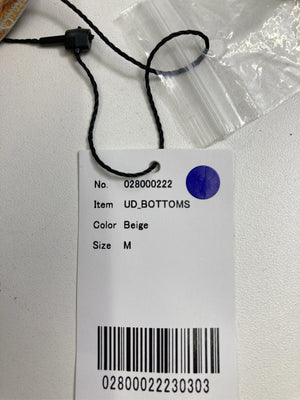 No. 028000222
Item UD_BOTTOMS
Color Beige
Size M
02800022230303